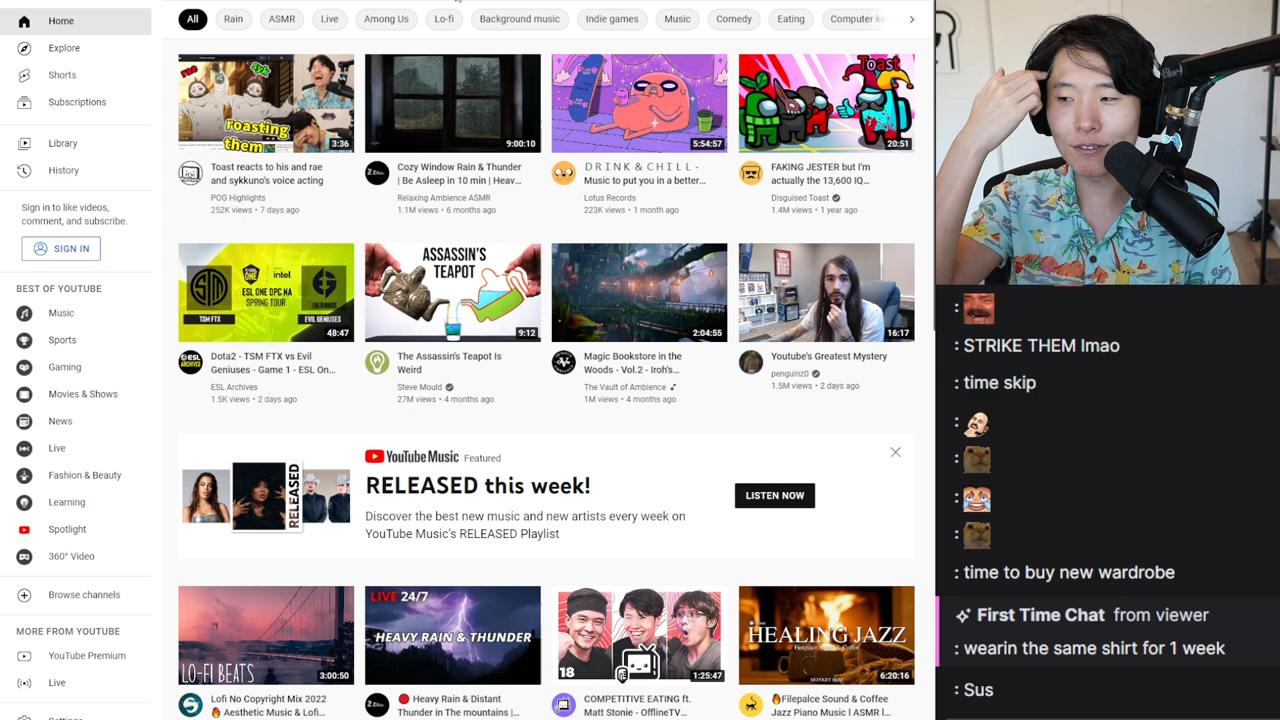 Home
Explore
Shorts
Subscriptions
Library
History
Sign in to like videos,
comment, and subscribe.
SIGN IN
BEST OF YOUTUBE
Music
Sports
Gaming
Movies & Shows
News
Live
Fashion & Beauty
Learning
Spotlight
360° Video
Browse channels
MORE FROM YOUTUBE
YouTube Premium
Live
All
Rain
ASMR
Live
Among Us
Lo-fi
Background music
Indie games
Music
Comedy
Eating
Computer ke
rae
syk
roasting
them
3:36
Toast reacts to his and rae
and sykkuno's voice acting
POG Highlights
252K views • 7 days ago
9:00:10
Cozy Window Rain & Thunder
| Be Asleep in 10 min | Heav...
Relaxing Ambience ASMR
1.1M views • 6 months ago
5:54:57
D R I N K & C H I L L -
Music to put you in a better...
Lotus Records
223K views • 1 month ago
Toast
20:51
FAKING JESTER but I'm
actually the 13,600 IQ...
Disguised Toast
1.4M views • 1 year ago
ESL ONE
intel
ESL ONE DPC NA
SPRING TOUR
TSM FTX
EVIL GENIUSES
48:47
Dota2 - TSM FTX vs Evil
Geniuses - Game 1 - ESL On...
ESL Archives
1.5K views • 2 days ago
ASSASSIN'S
TEAPOT
9:12
The Assassin's Teapot Is
Weird
Steve Mould
27M views • 4 months ago
2:04:55
Magic Bookstore in the
Woods - Vol.2 - Iroh's...
The Vault of Ambience
1M views • 4 months ago
16:17
Youtube's Greatest Mystery
penguinz0
1.5M views • 2 days ago
RELEASED
YouTube Music Featured
RELEASED this week!
Discover the best new music and new artists every week on
YouTube Music's RELEASED Playlist
LISTEN NOW
LO-FI BEATS
3:00:50
Lofi No Copyright Mix 2022
🔥 Aesthetic Music & Lofi...
LIVE 24/7
HEAVY RAIN & THUNDER
🔴 Heavy Rain & Distant
Thunder in The mountains |...
18
1:25:47
COMPETITIVE EATING ft.
Matt Stonie - OfflineTV...
HEALING JAZZ
6:20:16
🔥Filepalce Sound & Coffee
Jazz Piano Music l ASMR l...
Blue
:
: STRIKE THEM lmao
: time skip
:
:
:
:
: time to buy new wardrobe
First Time Chat from viewer
: wearin the same shirt for 1 week
: Sus